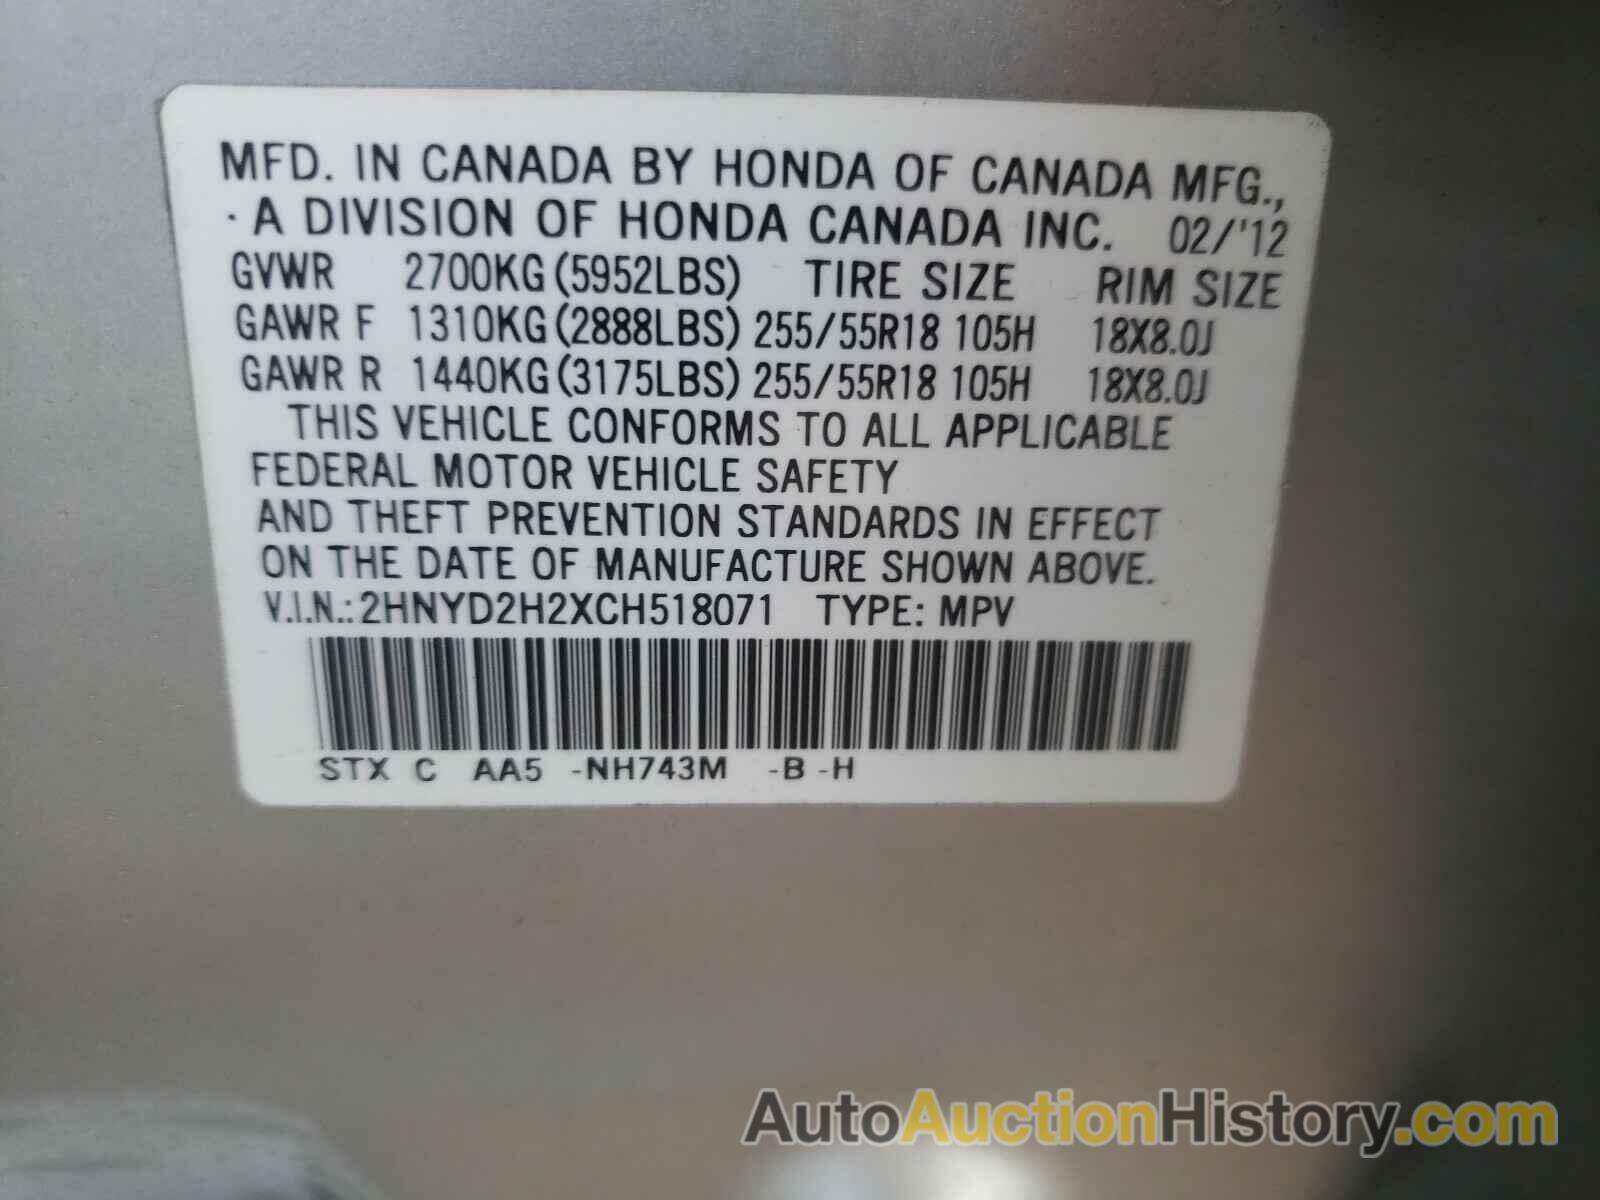 MFD. IN CANADA BY HONDA OF CANADA MFG.,
· A DIVISION OF HONDA CANADA INC. 02/'12
GVWR 2700KG (5952LBS) TIRE SIZE RIM SIZE
GAWR F 1310KG (2888LBS) 255/55R18 105H 18X8.0J
GAWR R 1440KG (3175LBS) 255/55R18 105H 18X8.0J
THIS VEHICLE CONFORMS TO ALL APPLICABLE
FEDERAL MOTOR VEHICLE SAFETY
AND THEFT PREVENTION STANDARDS IN EFFECT
ON THE DATE OF MANUFACTURE SHOWN ABOVE.
V.I.N.: 2HNYD2H2XCH518071 TYPE: MPV
STX C AA5 -NH743M -B -H
AutoAuctionHistory.com